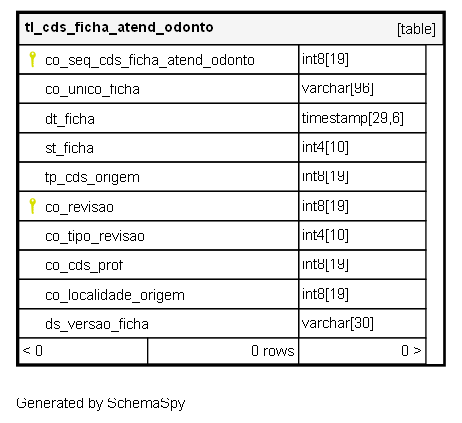 tl_cds_ficha_atend_odonto [table]
co_seq_cds_ficha_atend_odonto int8[19]
co_unico_ficha varchar[96]
dt_ficha timestamp[29,6]
st_ficha int4[10]
tp_cds_origem int8[19]
co_revisao int8[19]
co_tipo_revisao int4[10]
co_cds_prof int8[19]
co_localidade_origem int8[19]
ds_versao_ficha varchar[30]
< 0 0 rows 0 >
Generated by SchemaSpy